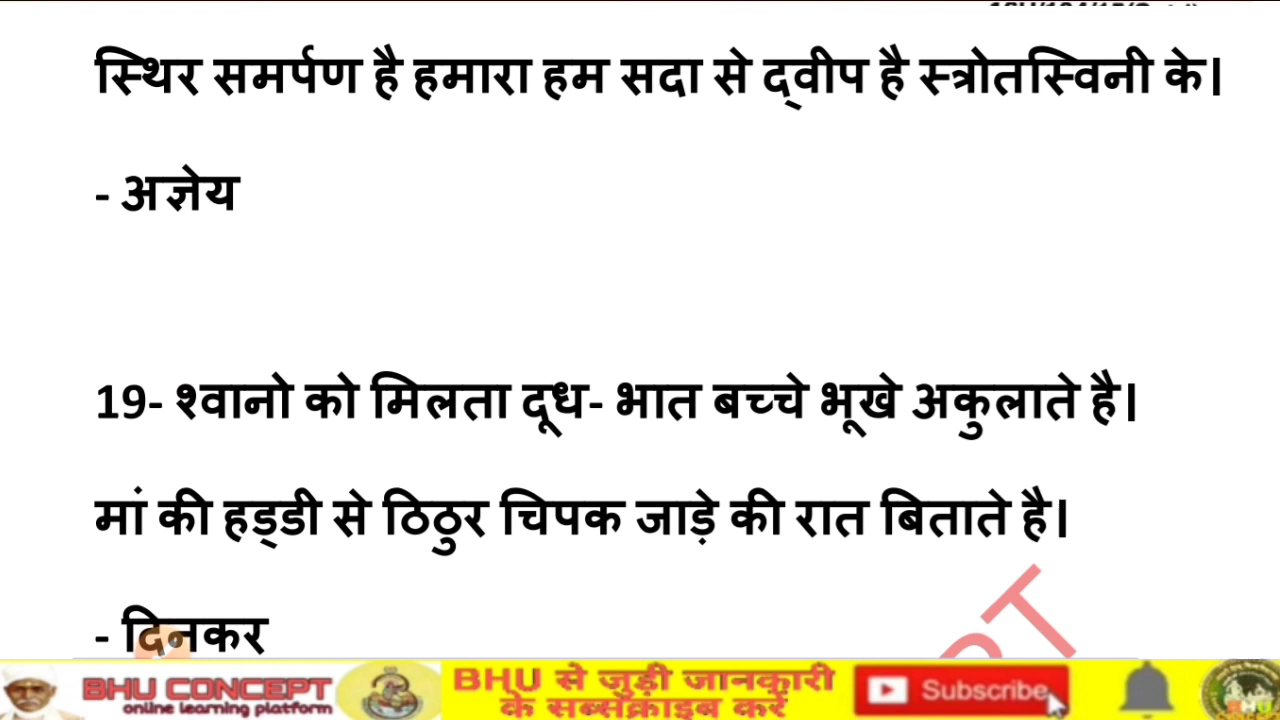 स्थिर समर्पण है हमारा हम सदा से द्वीप है स्त्रोतस्विनी के।
- अज्ञेय
19- श्वानो को मिलता दूध- भात बच्चे भूखे अकुलाते है।
मां की हड्डी से ठिठुर चिपक जाड़े की रात बिताते है।
- दिनकर
BHU CONCEPT
online learning platform
BHU से जुड़ी जानकारी
के सब्सक्राइब करें
Subscribe